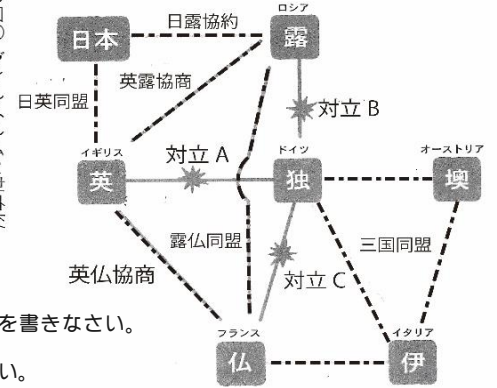 ロシア
日露協約
日本
露
英露協商
日英同盟
対立 B
イギリス
対立 A
ドイツ
オーストリア
英
独
墺
露仏同盟
三国同盟
英仏協商
対立 C
を書きなさい。
フランス
イタリア
仏
伊
い。